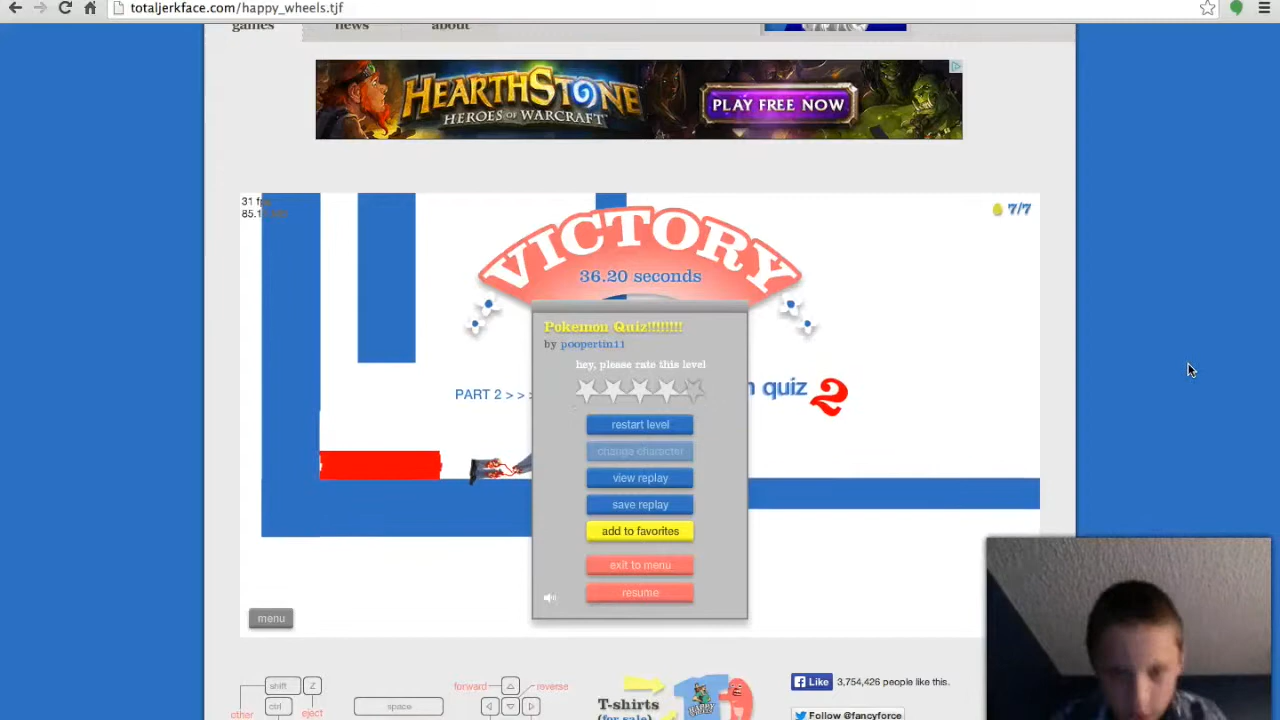 totaljerkface.com/happy_wheels.tjf
games news about
HEARTHSTONE
HEROES OF WARCRAFT
PLAY FREE NOW
31
85.1
7/7
VICTORY
36.20 seconds
Pokemon Quiz!!!!!!!!
by poopertin11
hey, please rate this level
PART 2 > >
quiz 2
restart level
change character
view replay
save replay
add to favorites
exit to menu
resume
menu
shift Z
ctrl
other eject
space
forward reverse
T-shirts
(for sale)
Like 3,754,426 people like this.
Follow @fancyforce